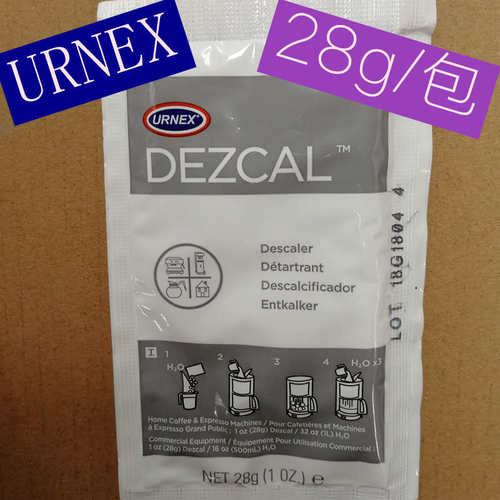 URNEX
28g/包
URNEX®
DEZCAL™
Descaler
Détartrant
Descalcificador
Entkalker
LOT 18G1804 4
I 1 2 3 4
H₂O H₂O x3
Home Coffee & Espresso Machines / Pour Cafetières et Machines
à Espresso Grand Public : 1 oz (28g) Dezcal / 32 oz (1L) H₂O
Commercial Equipment / Équipement Pour Utilisation Commercial :
1 oz (28g) Dezcal / 16 oz (500mL) H₂O
NET 28g (1 OZ.) e